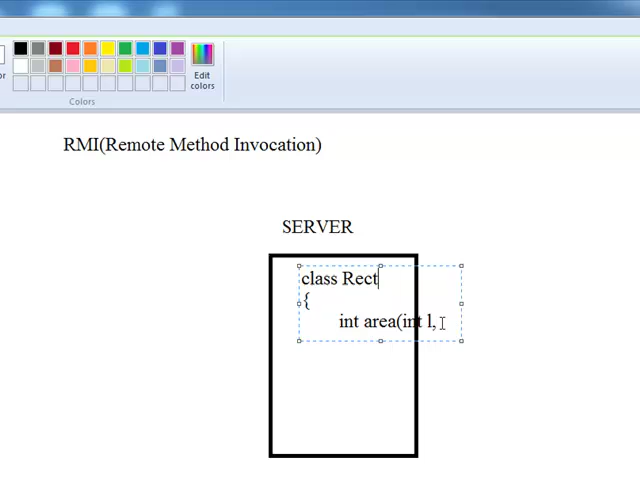 Edit
colors
Colors
RMI(Remote Method Invocation)
SERVER
class Rect
{
int area(int l,